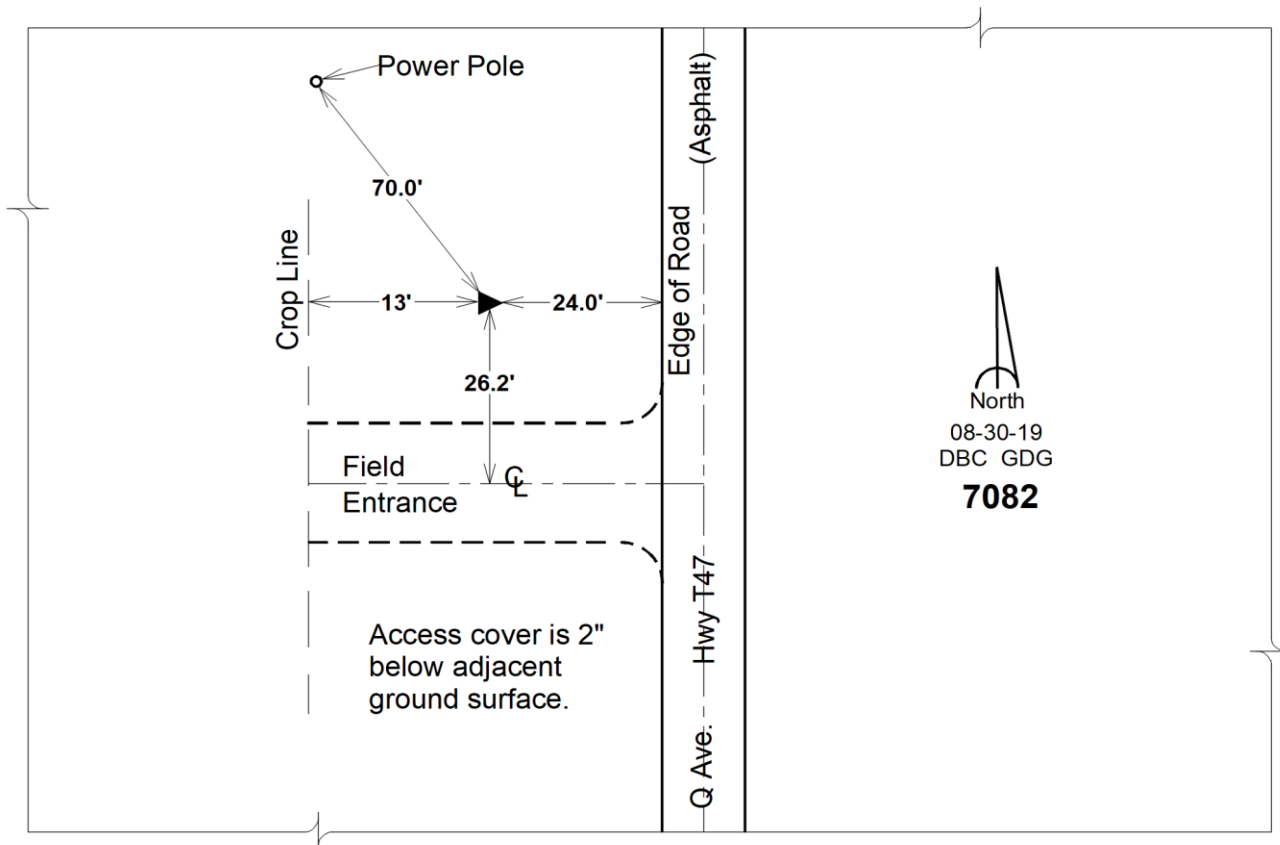 Power Pole
(Asphalt)
70.0'
Crop Line
Edge of Road
13'
24.0'
26.2'
North
08-30-19
DBC GDG
7082
Field
Entrance
℄
Hwy T47
Access cover is 2"
below adjacent
ground surface.
Q Ave.